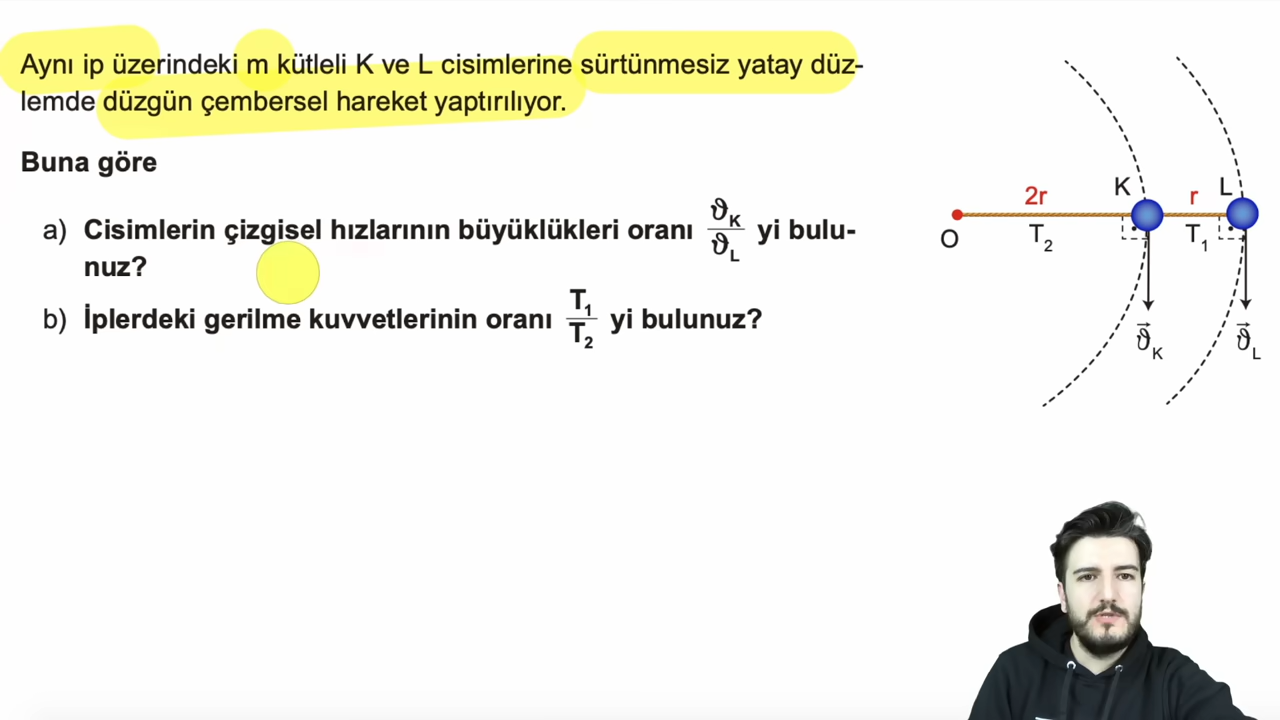 Aynı ip üzerindeki m kütleli K ve L cisimlerine sürtünmesiz yatay düz-
lemde düzgün çembersel hareket yaptırılıyor.
Buna göre
a) Cisimlerin çizgisel hızlarının büyüklükleri oranı ϑK/ϑL yi bulu-
nuz?
b) İplerdeki gerilme kuvvetlerinin oranı T1/T2 yi bulunuz?
2r K r L
O T2 T1
ϑK ϑL